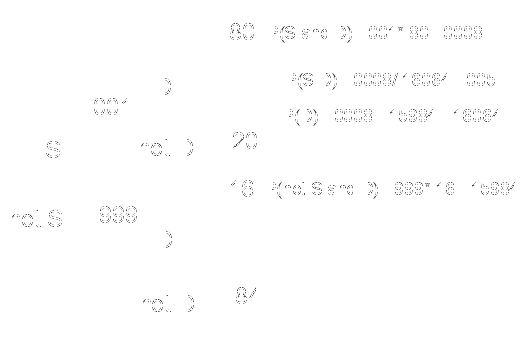 80 P(S and P) 001* 80 0008
P(S P) 0008/ 16064 005
P
001
P( P) 0008 15984 16064
S not P 20
16 P(not S and P) 999* 16 15984
not S 999
P
not P 84